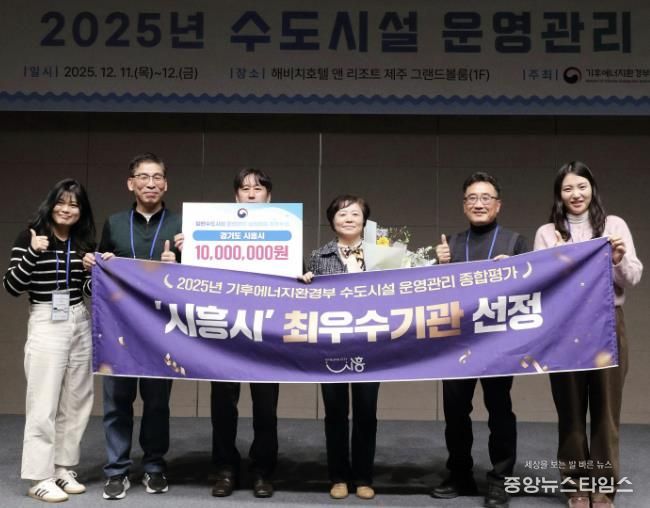 2025년 수도시설 운영관리
| 일시 | 2025. 12. 11.(목)~12.(금) | 장소 | 해비치호텔 앤 리조트 제주 그랜드볼룸(1F) | 주최 | 기후에너지환경부
경기도 시흥시
10,000,000원
2025년 기후에너지환경부 수도시설 운영관리 종합평가
'시흥시' 최우수기관 선정
시흥
세상을 보는 발 빠른 뉴스
중앙뉴스타임스